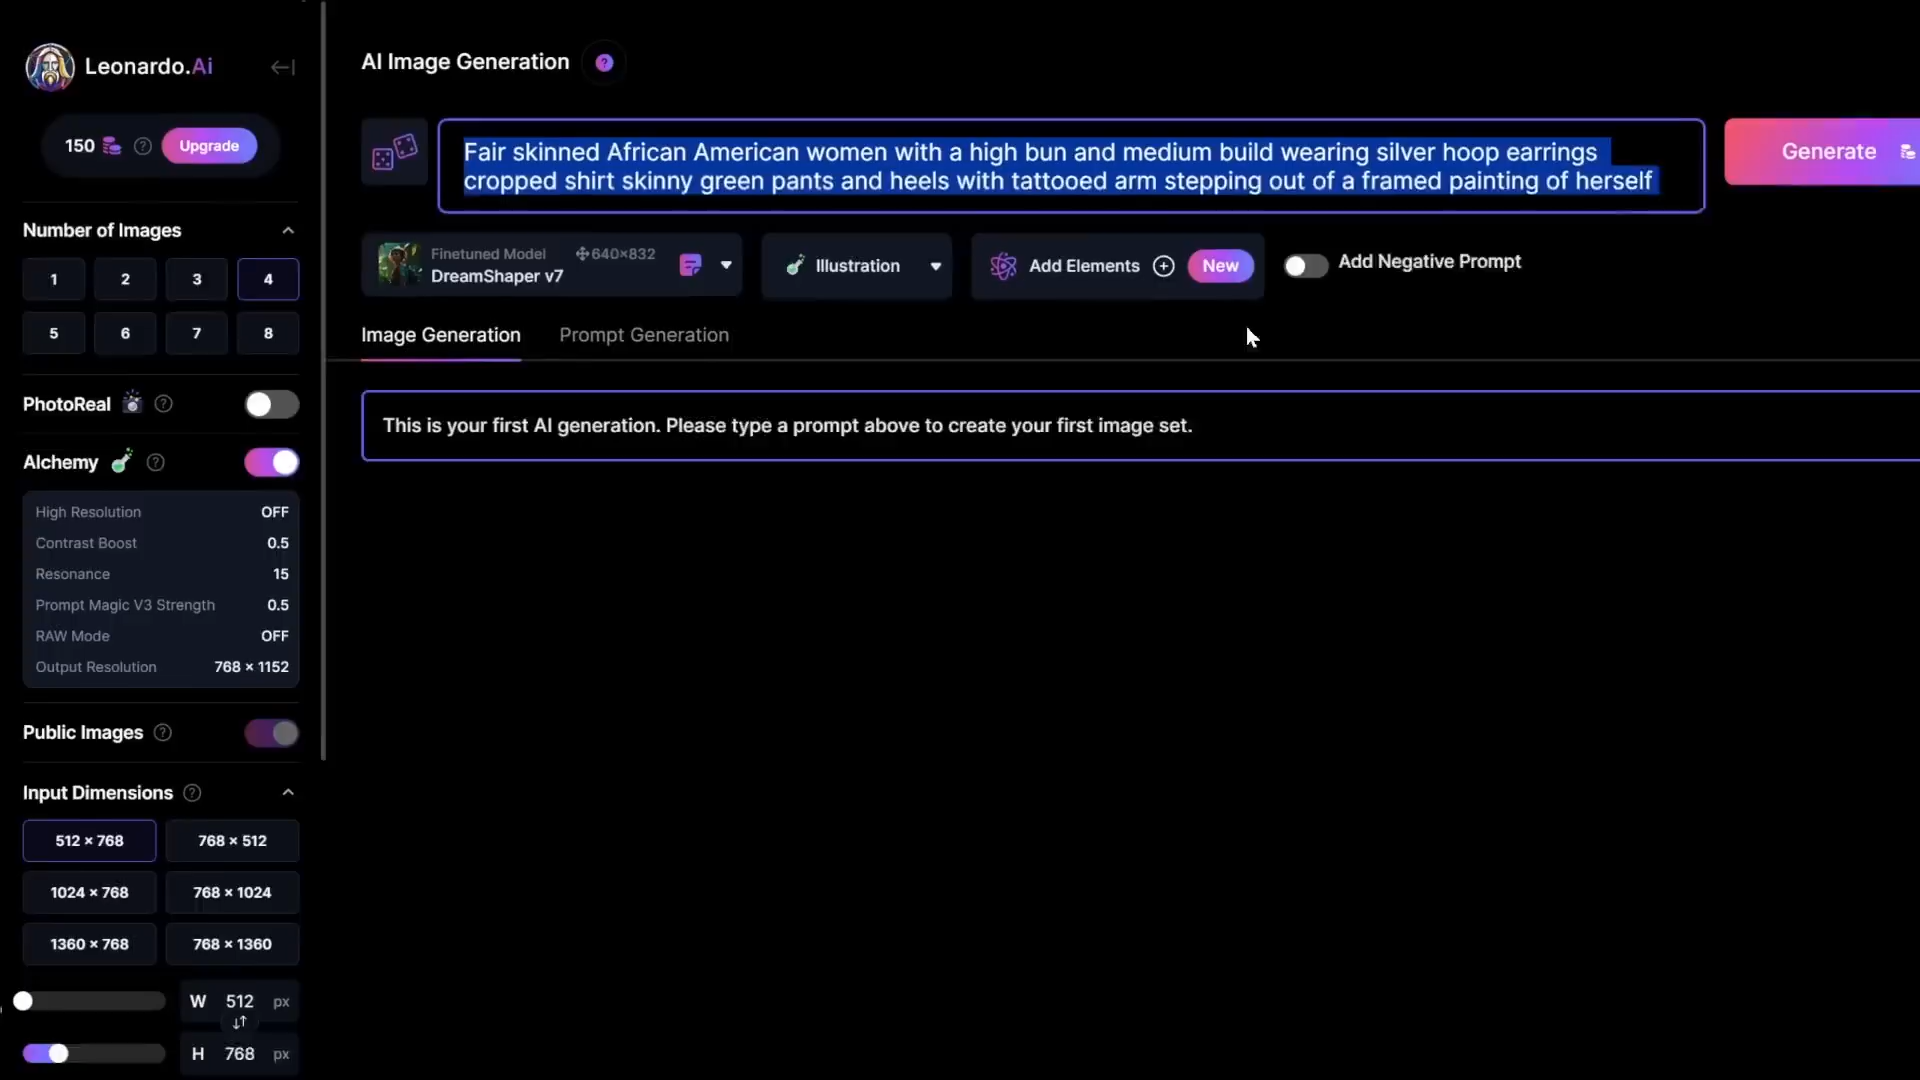 Leonardo.Ai
150
Upgrade
Number of Images
1 2 3 4
5 6 7 8
PhotoReal
Alchemy
High Resolution OFF
Contrast Boost 0.5
Resonance 15
Prompt Magic V3 Strength 0.5
RAW Mode OFF
Output Resolution 768 × 1152
Public Images
Input Dimensions
512 × 768 768 × 512
1024 × 768 768 × 1024
1360 × 768 768 × 1360
W 512 px
H 768 px
AI Image Generation
?
Fair skinned African American women with a high bun and medium build wearing silver hoop earrings
cropped shirt skinny green pants and heels with tattooed arm stepping out of a framed painting of herself
Generate
Finetuned Model 640×832
DreamShaper v7
Illustration
Add Elements
New
Add Negative Prompt
Image Generation Prompt Generation
This is your first AI generation. Please type a prompt above to create your first image set.